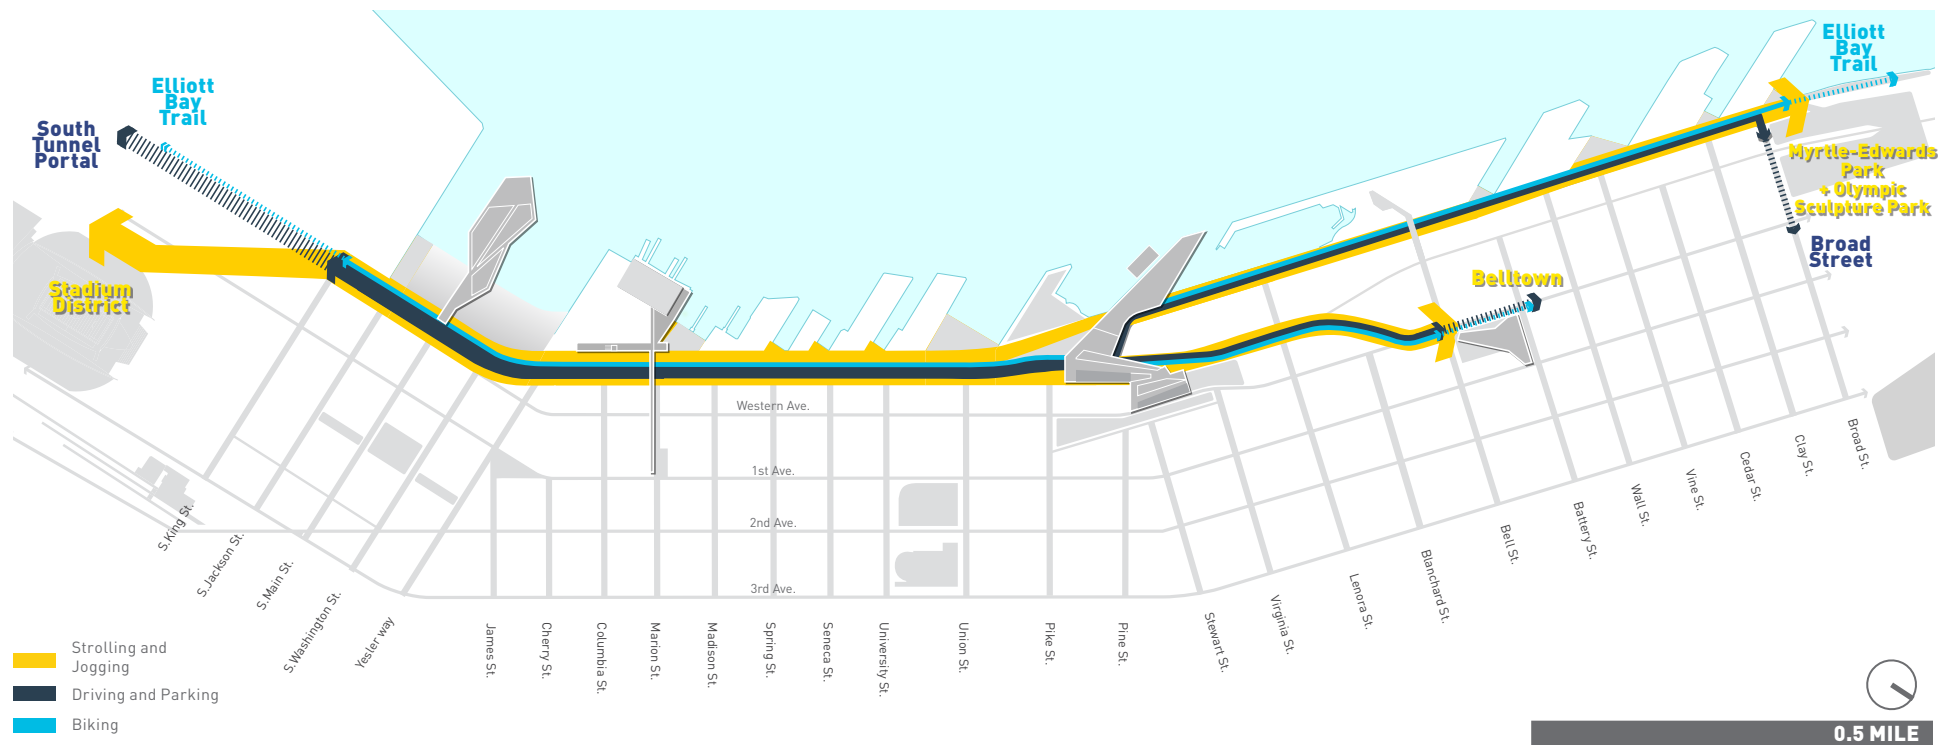 Elliott
Bay
Trail
South
Tunnel
Portal
Stadium
District
Elliott
Bay
Trail
Myrtle-Edwards
Park
+ Olympic
Sculpture Park
Broad
Street
Belltown
Western Ave.
1st Ave.
2nd Ave.
3rd Ave.
S.King St.
S.Jackson St.
S.Main St.
S.Washington St.
Yesler way
James St.
Cherry St.
Columbia St.
Marion St.
Madison St.
Spring St.
Seneca St.
University St.
Union St.
Pike St.
Pine St.
Stewart St.
Virginia St.
Lenora St.
Blanchard St.
Bell St.
Battery St.
Wall St.
Vine St.
Cedar St.
Clay St.
Broad St.
Strolling and
Jogging
Driving and Parking
Biking
0.5 MILE